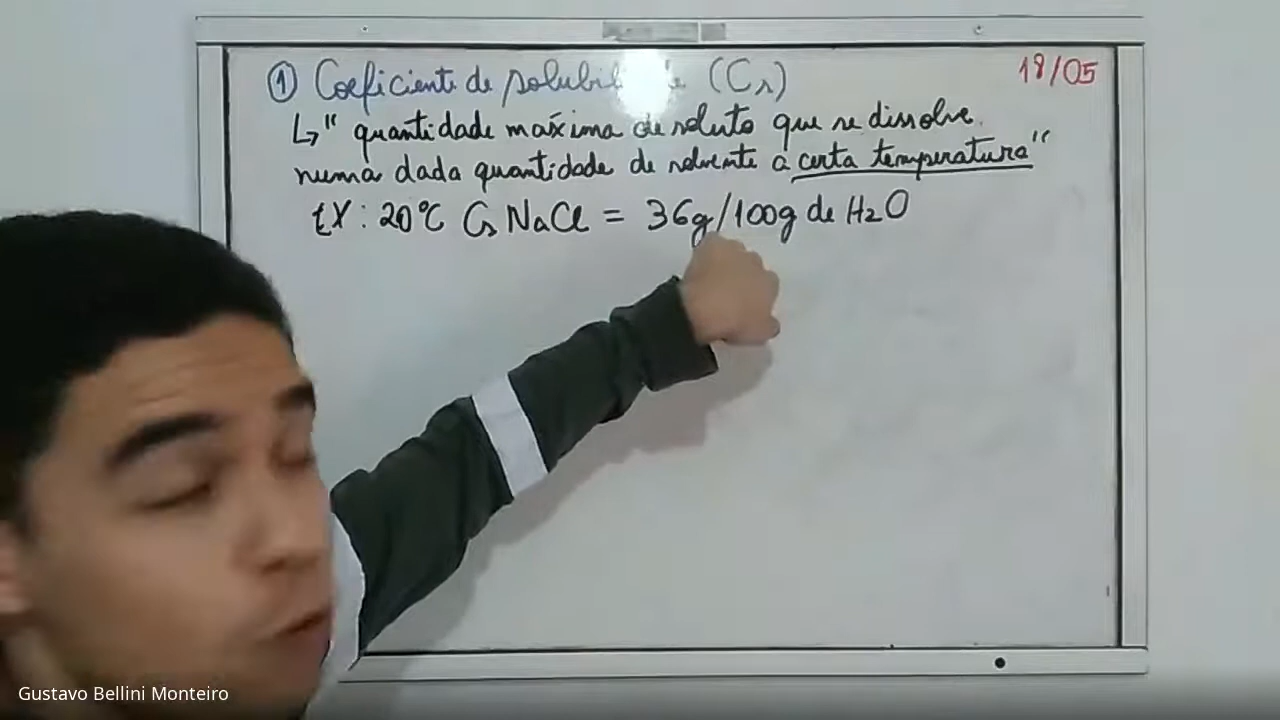 ① Coeficiente de solubilidade (Cs) 18/05
↳ " quantidade máxima de soluto que se dissolve
numa dada quantidade de solvente a certa temperatura"
EX: 20°C Cs NaCl = 36g/100g de H₂O
Gustavo Bellini Monteiro